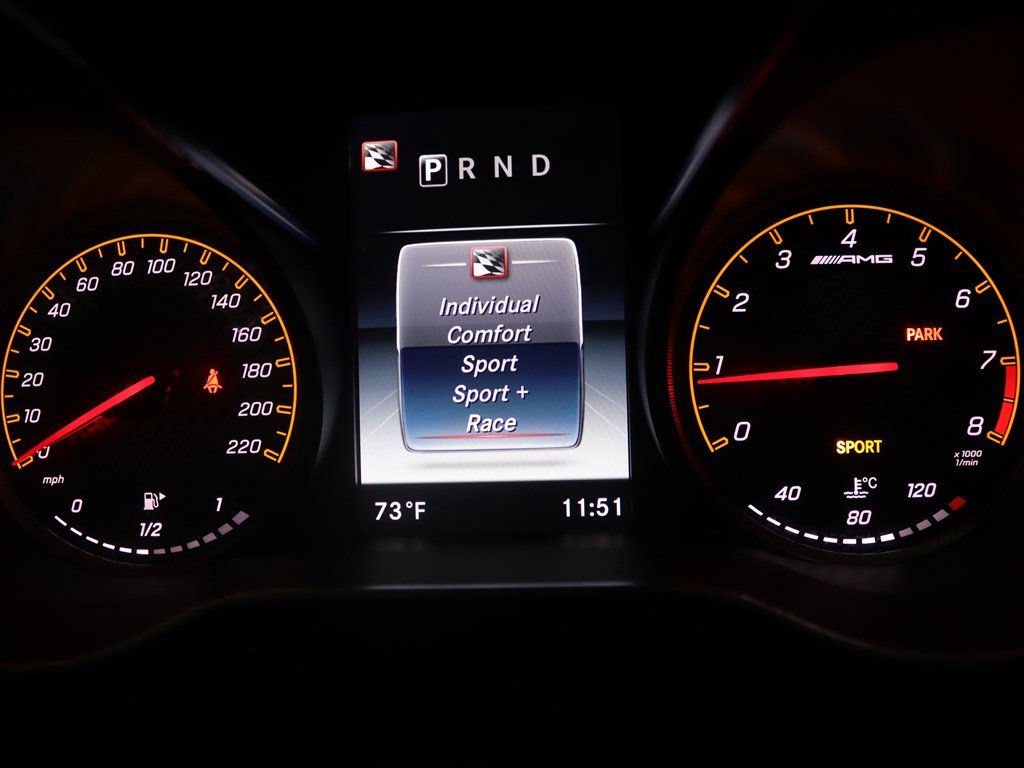 P R N D
Individual
Comfort
Sport
Sport +
Race
73°F 11:51
0
10
20
30
40
60
80
100
120
140
160
180
200
220
mph
0 1/2 1
0
1
2
3
4
5
6
7
8
AMG
PARK
SPORT
x 1000
1/min
°C
40 80 120